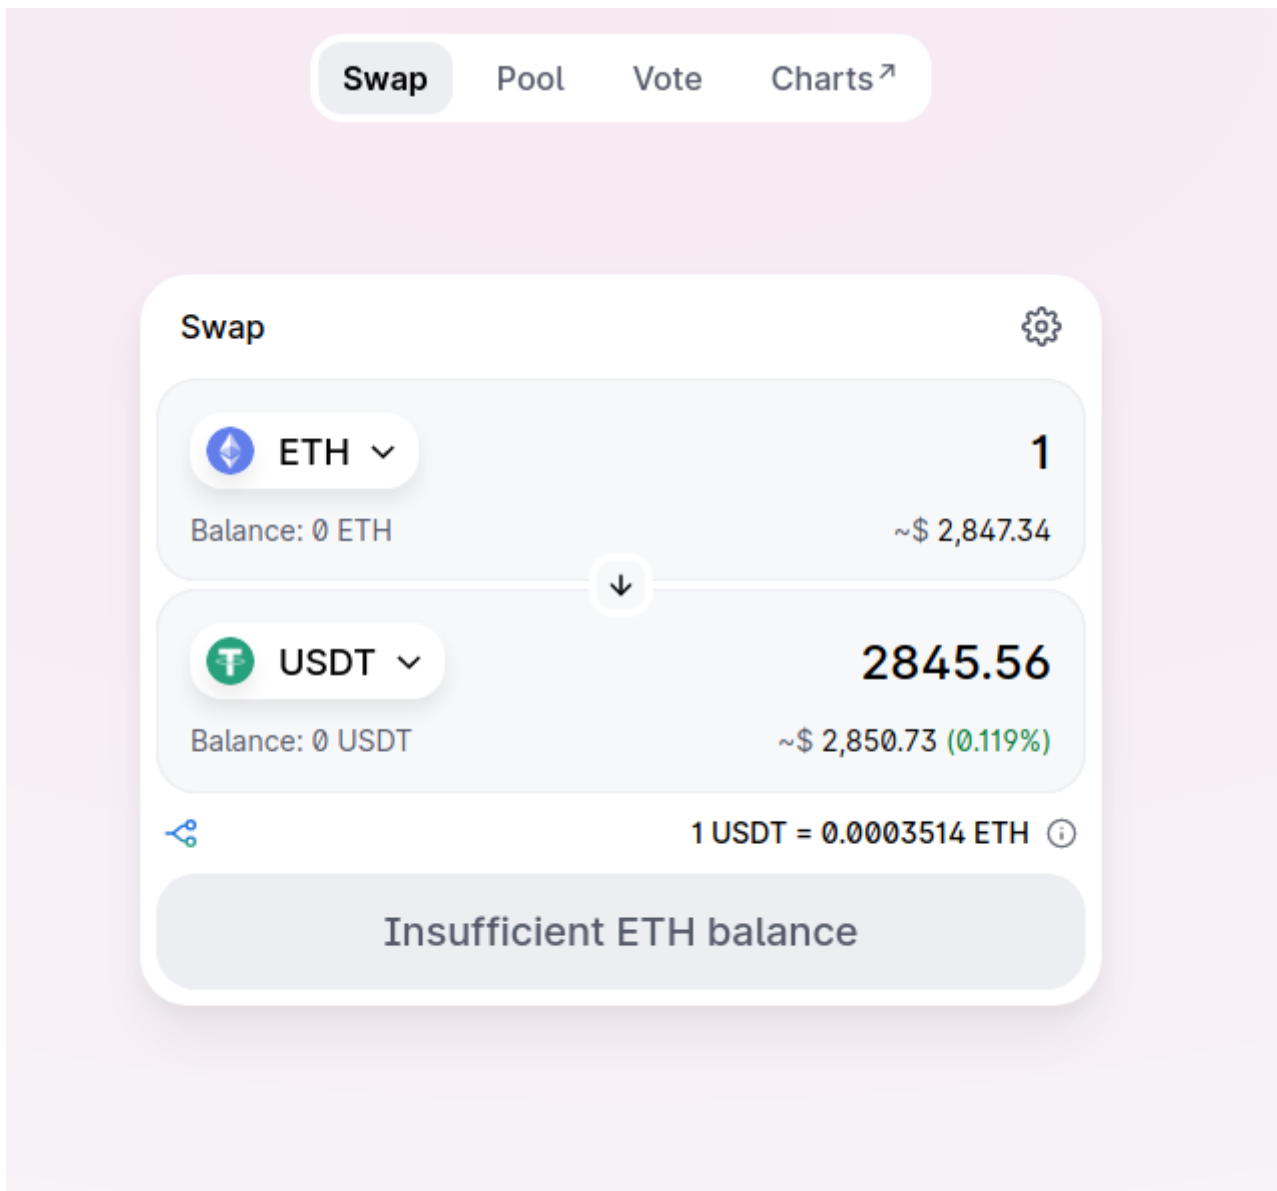 Swap Pool Vote Charts↗
Swap
ETH 1
Balance: 0 ETH ~$ 2,847.34
USDT 2845.56
Balance: 0 USDT ~$ 2,850.73 (0.119%)
1 USDT = 0.0003514 ETH
Insufficient ETH balance